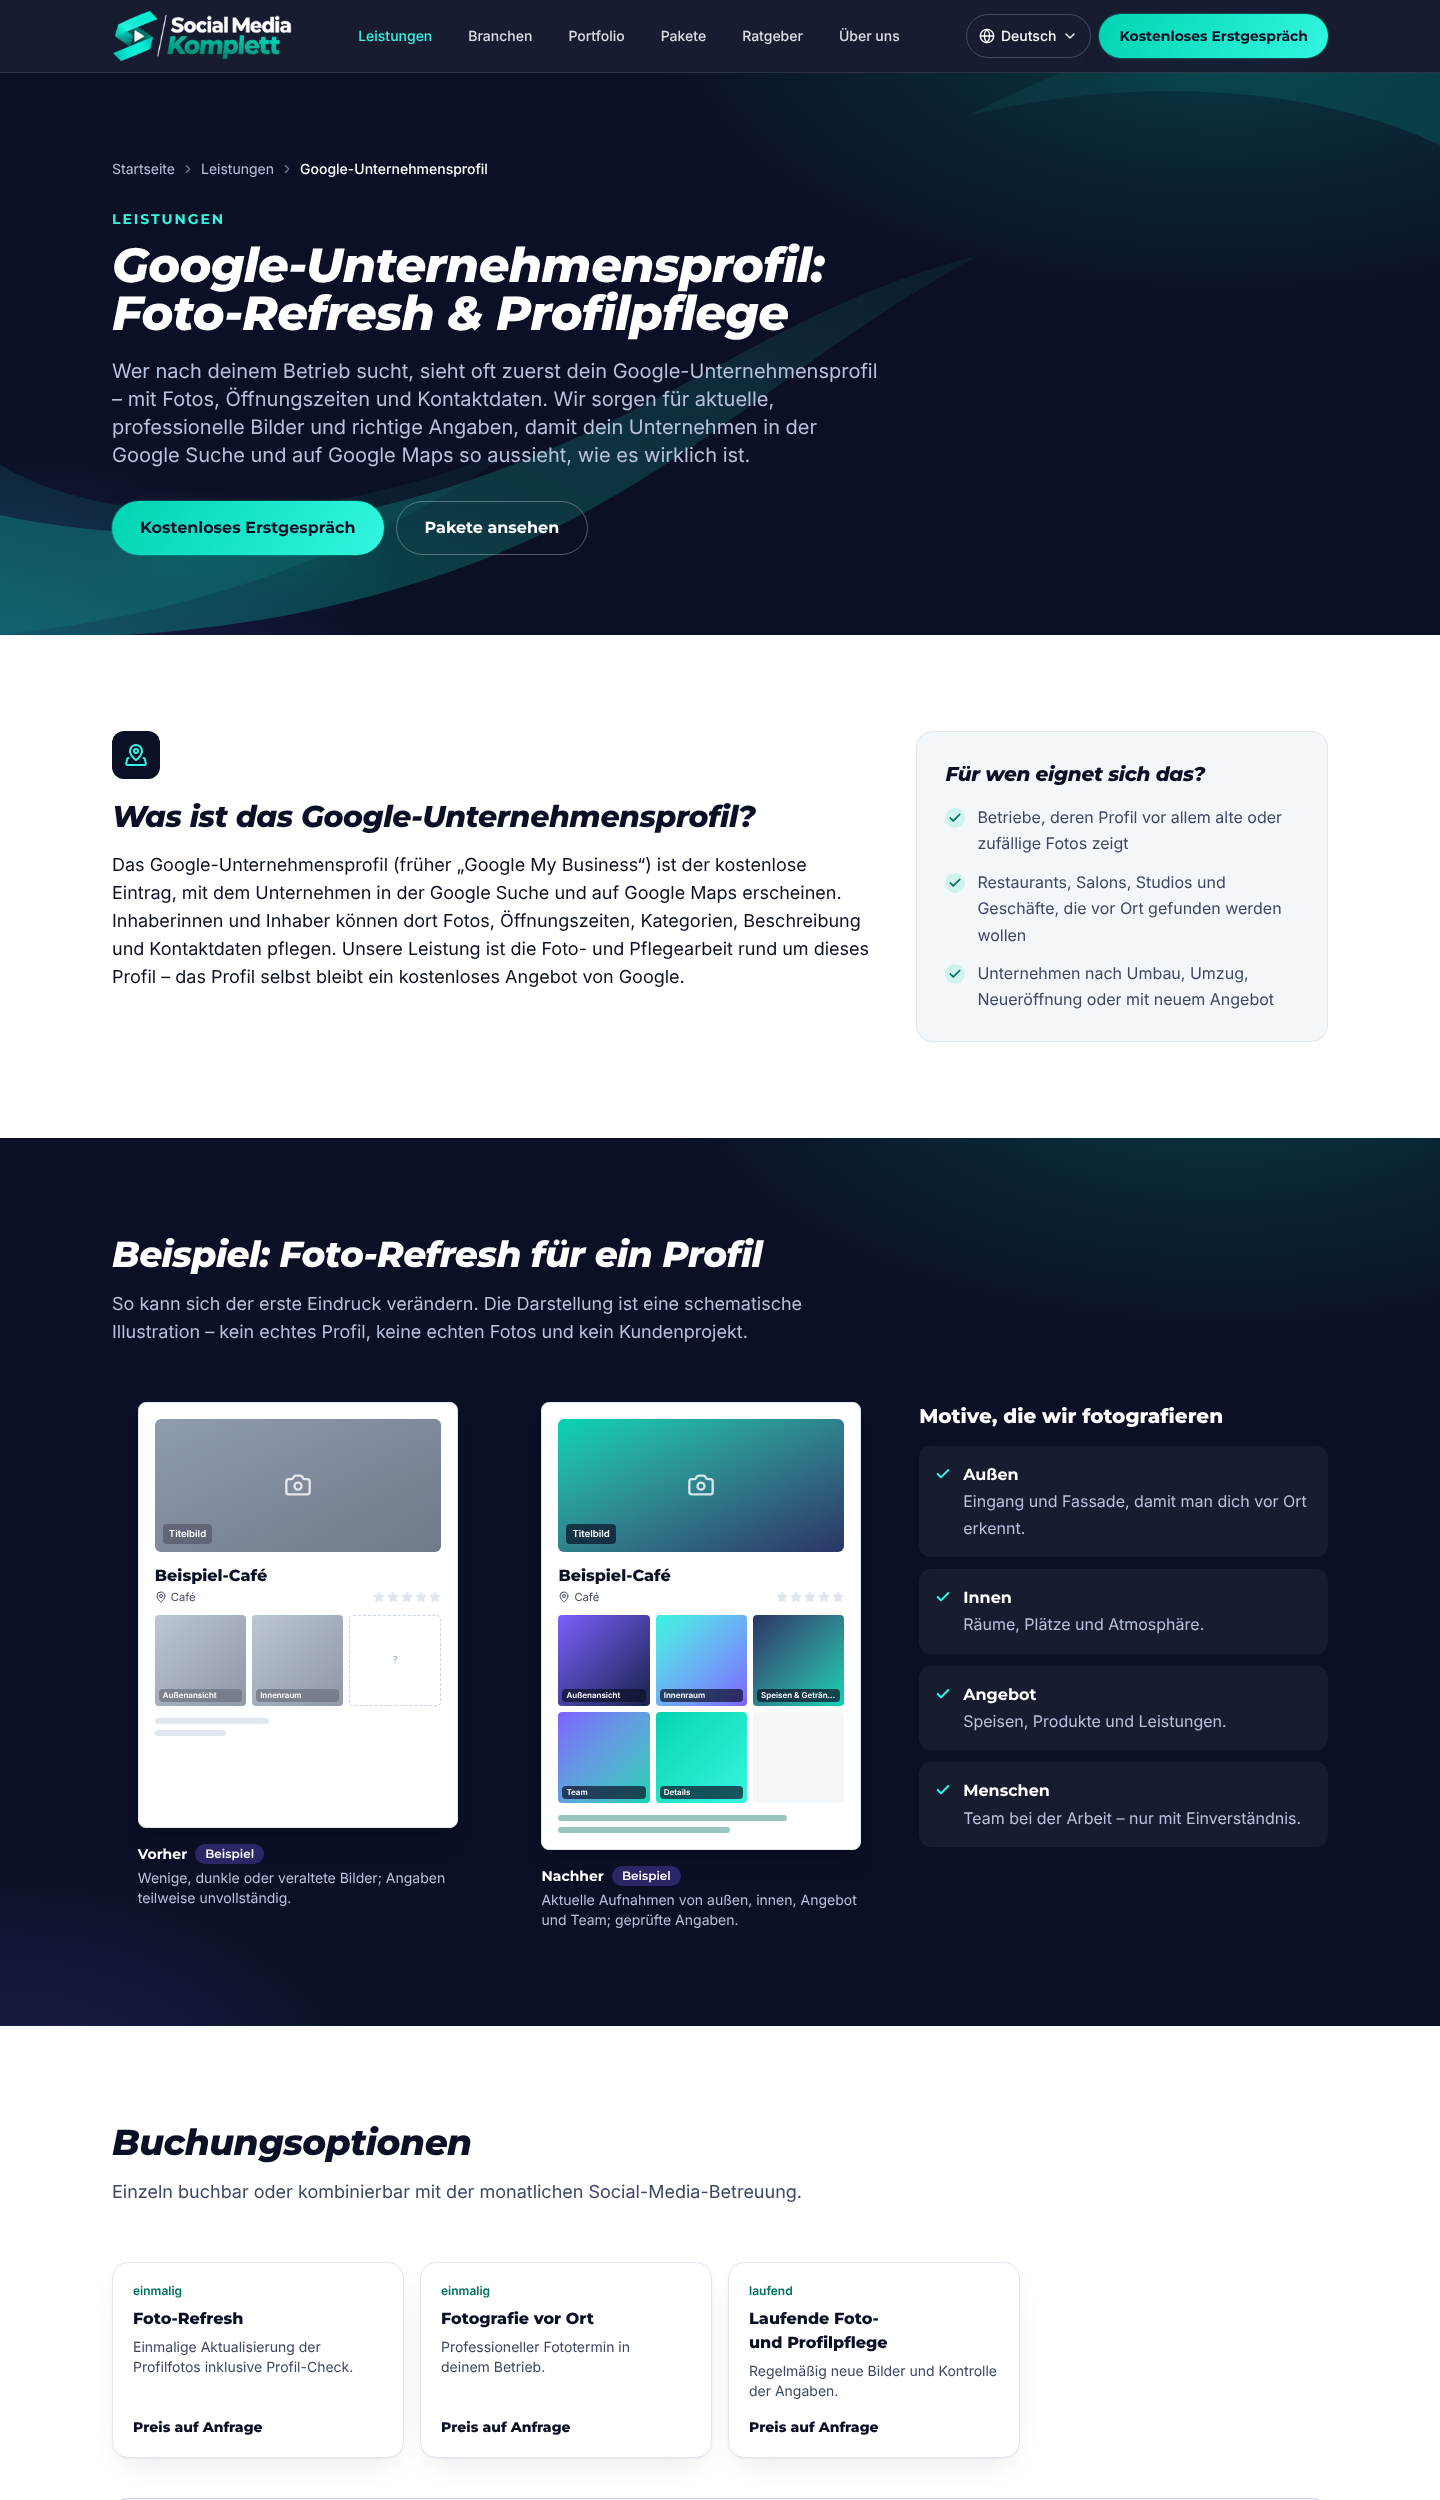 Social Media
Komplett
Leistungen
Branchen
Portfolio
Pakete
Ratgeber
Über uns
Deutsch
Kostenloses Erstgespräch
Startseite
Leistungen
Google-Unternehmensprofil
LEISTUNGEN
Google-Unternehmensprofil:
Foto-Refresh & Profilpflege
Wer nach deinem Betrieb sucht, sieht oft zuerst dein Google-Unternehmensprofil
– mit Fotos, Öffnungszeiten und Kontaktdaten. Wir sorgen für aktuelle,
professionelle Bilder und richtige Angaben, damit dein Unternehmen in der
Google Suche und auf Google Maps so aussieht, wie es wirklich ist.
Kostenloses Erstgespräch
Pakete ansehen
Was ist das Google-Unternehmensprofil?
Das Google-Unternehmensprofil (früher „Google My Business“) ist der kostenlose
Eintrag, mit dem Unternehmen in der Google Suche und auf Google Maps erscheinen.
Inhaberinnen und Inhaber können dort Fotos, Öffnungszeiten, Kategorien, Beschreibung
und Kontaktdaten pflegen. Unsere Leistung ist die Foto- und Pflegearbeit rund um dieses
Profil – das Profil selbst bleibt ein kostenloses Angebot von Google.
Für wen eignet sich das?
Betriebe, deren Profil vor allem alte oder
zufällige Fotos zeigt
Restaurants, Salons, Studios und
Geschäfte, die vor Ort gefunden werden
wollen
Unternehmen nach Umbau, Umzug,
Neueröffnung oder mit neuem Angebot
Beispiel: Foto-Refresh für ein Profil
So kann sich der erste Eindruck verändern. Die Darstellung ist eine schematische
Illustration – kein echtes Profil, keine echten Fotos und kein Kundenprojekt.
Titelbild
Beispiel-Café
Café
Außenansicht
Innenraum
?
Vorher
Beispiel
Wenige, dunkle oder veraltete Bilder; Angaben
teilweise unvollständig.
Titelbild
Beispiel-Café
Café
Außenansicht
Innenraum
Speisen & Geträn...
Team
Details
Nachher
Beispiel
Aktuelle Aufnahmen von außen, innen, Angebot
und Team; geprüfte Angaben.
Motive, die wir fotografieren
Außen
Eingang und Fassade, damit man dich vor Ort
erkennt.
Innen
Räume, Plätze und Atmosphäre.
Angebot
Speisen, Produkte und Leistungen.
Menschen
Team bei der Arbeit – nur mit Einverständnis.
Buchungsoptionen
Einzeln buchbar oder kombinierbar mit der monatlichen Social-Media-Betreuung.
einmalig
Foto-Refresh
Einmalige Aktualisierung der
Profilfotos inklusive Profil-Check.
Preis auf Anfrage
einmalig
Fotografie vor Ort
Professioneller Fototermin in
deinem Betrieb.
Preis auf Anfrage
laufend
Laufende Foto-
und Profilpflege
Regelmäßig neue Bilder und Kontrolle
der Angaben.
Preis auf Anfrage